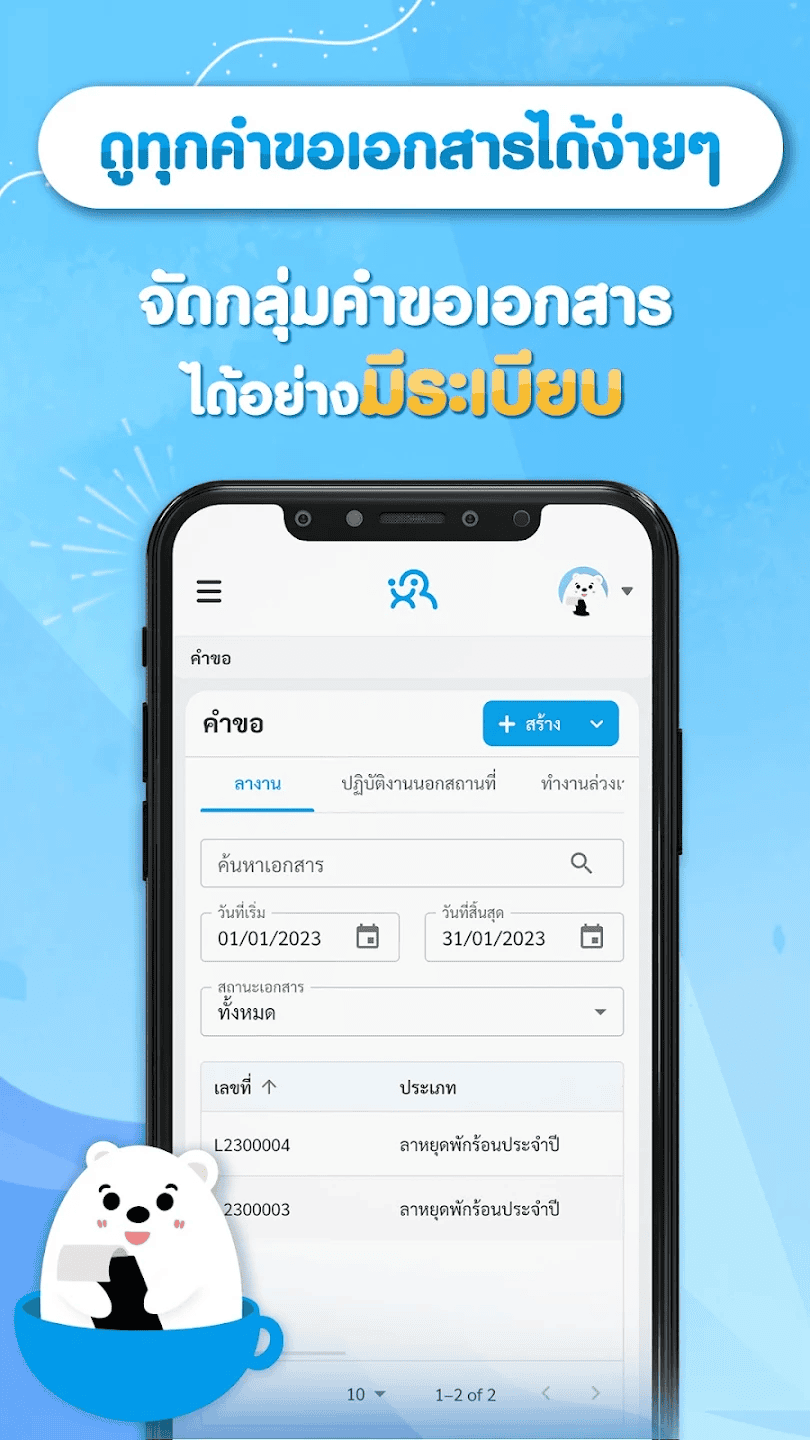 ดูทุกคำขอเอกสารได้ง่ายๆ
จัดกลุ่มคำขอเอกสาร
ได้อย่างมีระเบียบ
คำขอ
คำขอ
+ สร้าง
ลางาน ปฏิบัติงานนอกสถานที่ ทำงานล่วงเ
ค้นหาเอกสาร
วันที่เริ่ม วันที่สิ้นสุด
01/01/2023 31/01/2023
สถานะเอกสาร
ทั้งหมด
เลขที่ ↑ ประเภท
L2300004 ลาหยุดพักร้อนประจำปี
2300003 ลาหยุดพักร้อนประจำปี
10 1–2 of 2